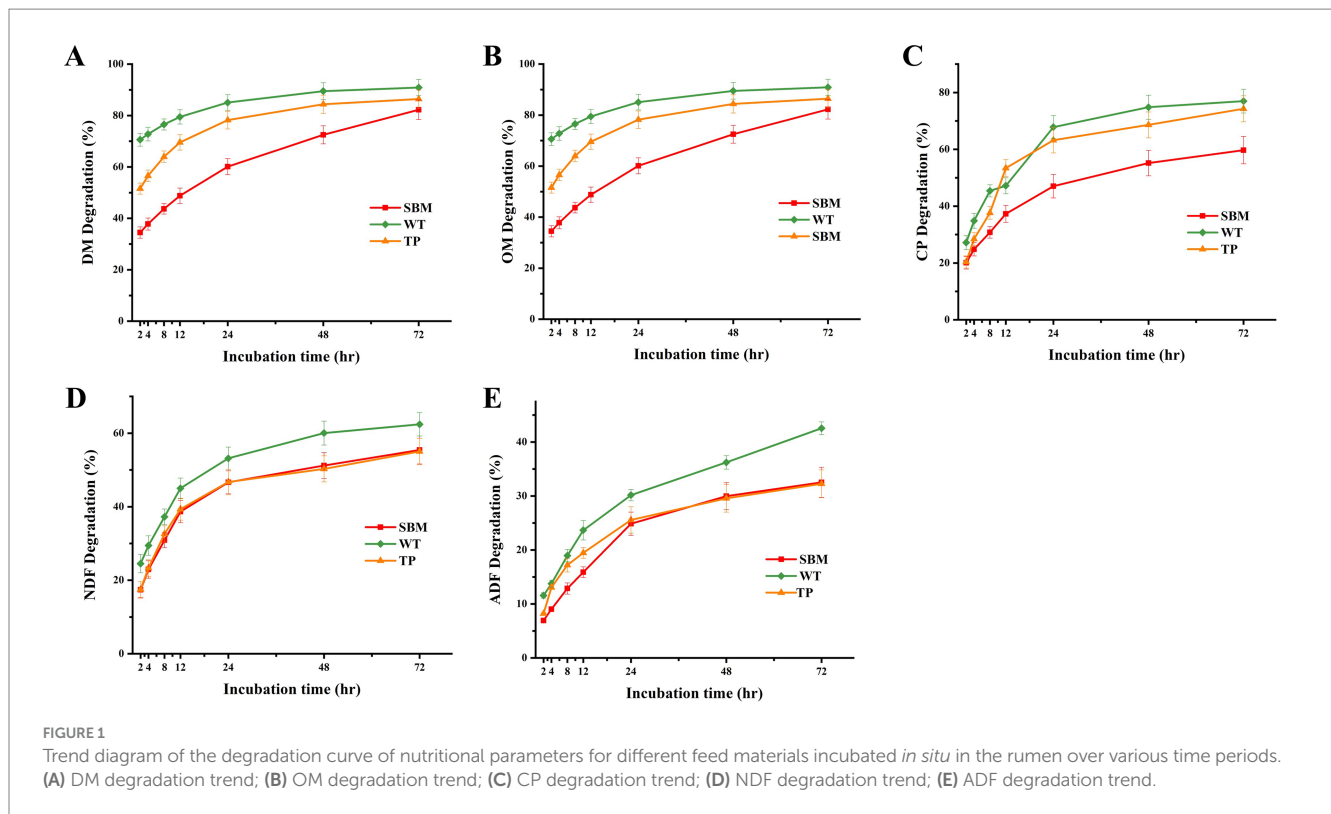 A
DM Degradation (%)
100
80
60
40
20
0
2 4 8 12 24 48 72
Incubation time (hr)
SBM
WT
TP
B
OM Degradation (%)
100
80
60
40
20
0
2 4 8 12 24 48 72
Incubation time (hr)
SBM
WT
SBM
C
CP Degradation (%)
80
60
40
20
0
2 4 8 12 24 48 72
Incubation time (hr)
SBM
WT
TP
D
NDF Degradation (%)
60
40
20
0
2 4 8 12 24 48 72
Incubation time (hr)
SBM
WT
TP
E
ADF Degradation (%)
40
30
20
10
0
2 4 8 12 24 48 72
Incubation time (hr)
SBM
WT
TP
FIGURE 1
Trend diagram of the degradation curve of nutritional parameters for different feed materials incubated in situ in the rumen over various time periods.
(A) DM degradation trend; (B) OM degradation trend; (C) CP degradation trend; (D) NDF degradation trend; (E) ADF degradation trend.